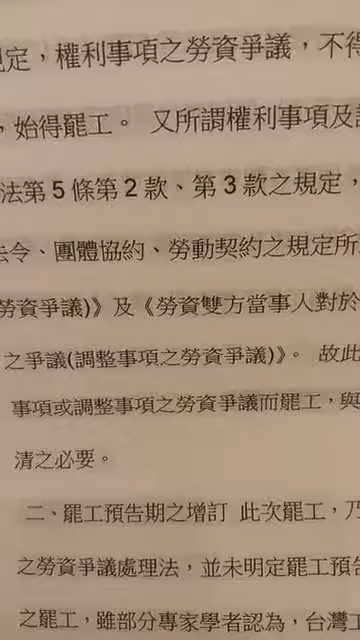 定，權利事項之勞資爭議，不得
，始得罷工。 又所謂權利事項及
法第 5 條第 2 款、第 3 款之規定，
法令、團體協約、勞動契約之規定所
勞資爭議)》及《勞資雙方當事人對於
之爭議(調整事項之勞資爭議)》。 故此
事項或調整事項之勞資爭議而罷工，與
清之必要。
二、罷工預告期之增訂 此次罷工，乃
之勞資爭議處理法，並未明定罷工預告
之罷工，雖部分專家學者認為，台灣工